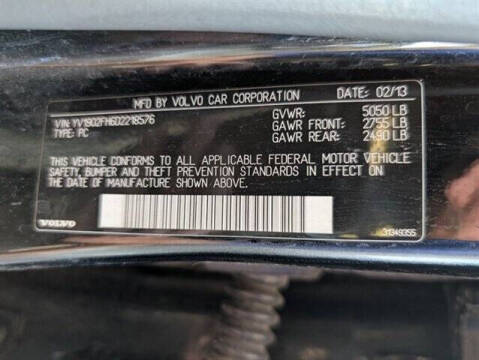 MFD. BY VOLVO CAR CORPORATION DATE: 02/13
VIN: YV1902FH6D2218576 GVWR: 5050 LB
TYPE: PC GAWR FRONT: 2755 LB
GAWR REAR: 2490 LB
THIS VEHICLE CONFORMS TO ALL APPLICABLE FEDERAL MOTOR VEHICLE
SAFETY, BUMPER AND THEFT PREVENTION STANDARDS IN EFFECT ON
THE DATE OF MANUFACTURE SHOWN ABOVE.
VOLVO 31349355